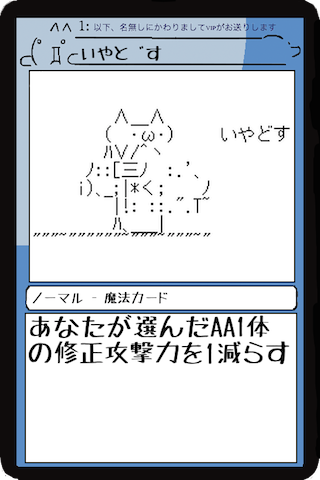 1: 以下、名無しにかわりましてVIPがお送りします
いやど す
いやどす
ノーマル - 魔法カード
あなたが選んだAA1体
の修正攻撃力を1減らす